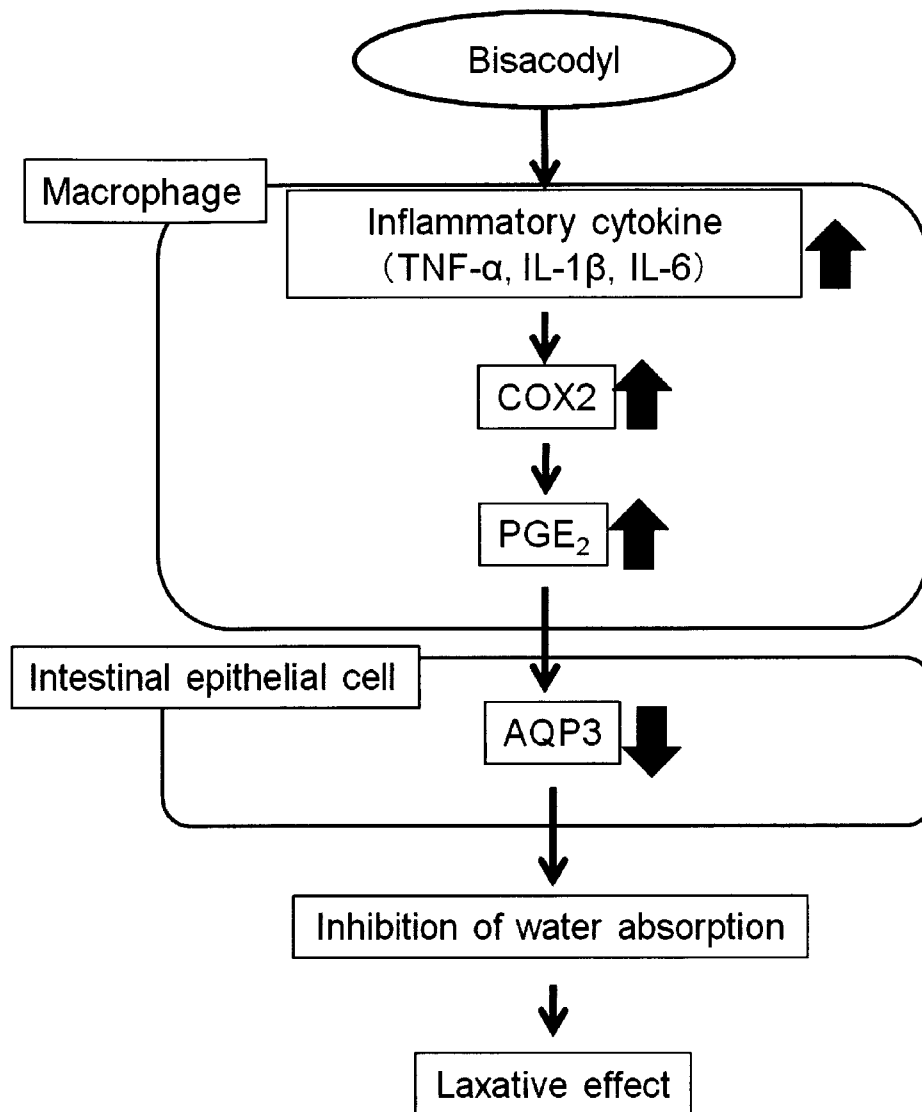 Bisacodyl
Macrophage
Inflammatory cytokine
(TNF-α, IL-1β, IL-6)
COX2
PGE₂
Intestinal epithelial cell
AQP3
Inhibition of water absorption
Laxative effect